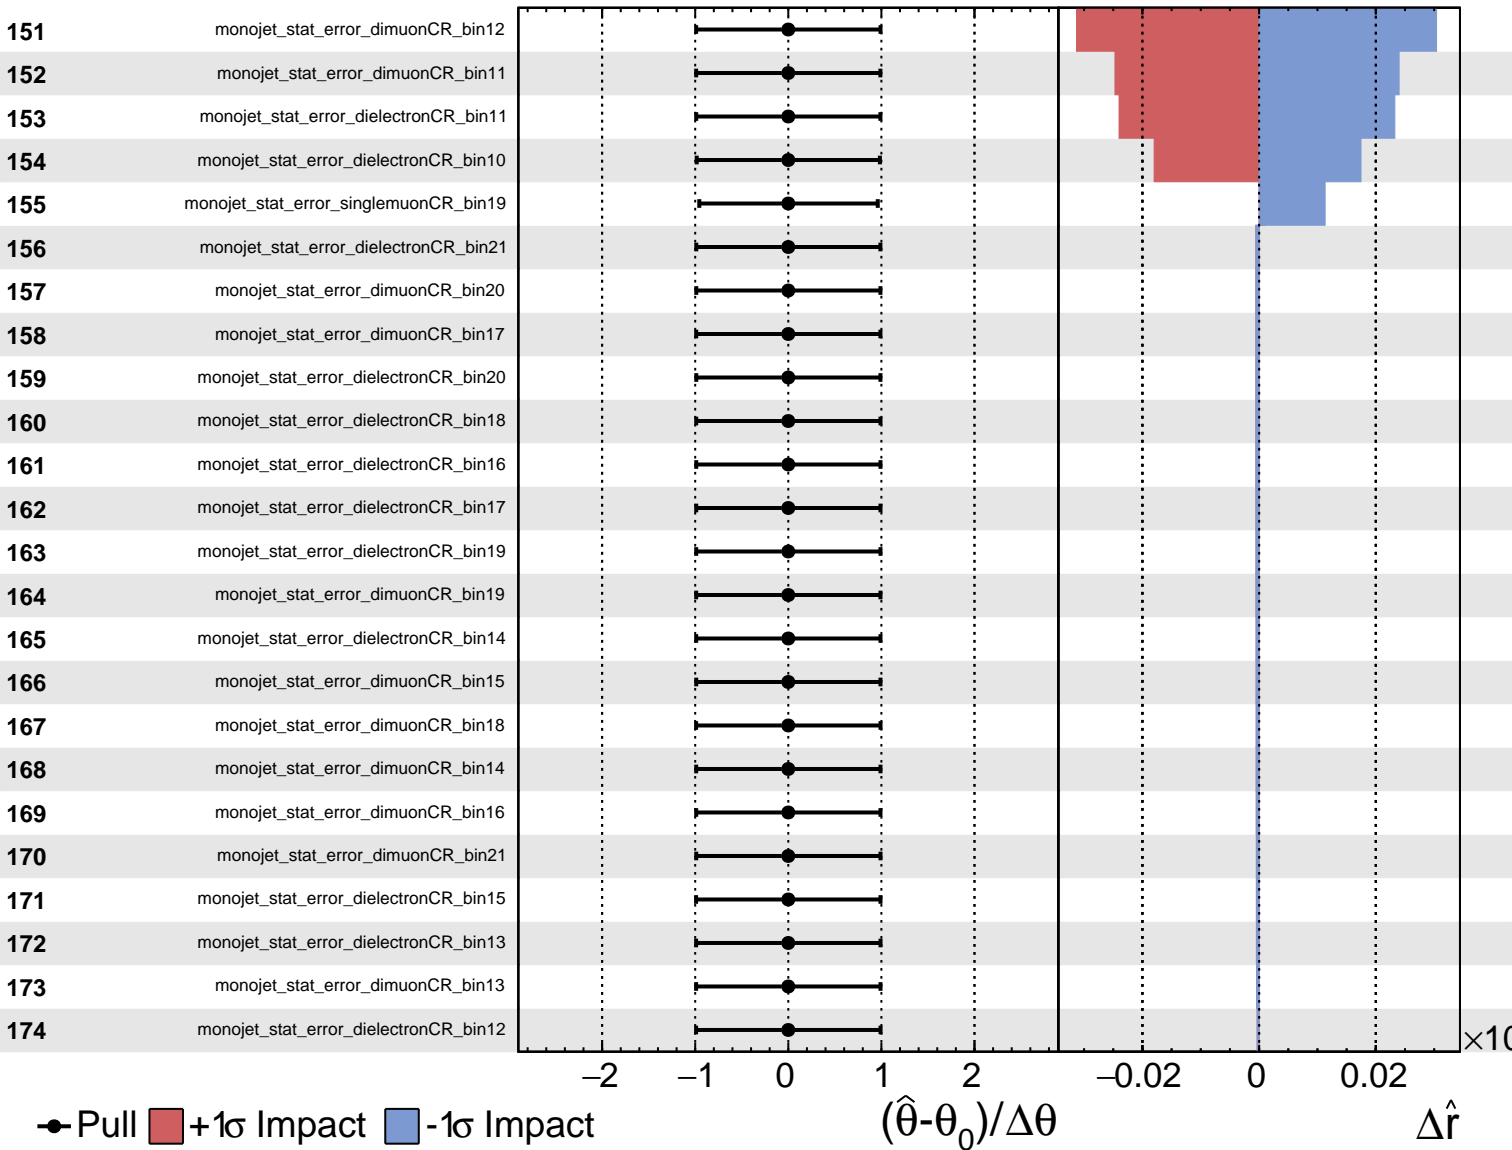 151 monojet_stat_error_dimuonCR_bin12
152 monojet_stat_error_dimuonCR_bin11
153 monojet_stat_error_dielectronCR_bin11
154 monojet_stat_error_dielectronCR_bin10
155 monojet_stat_error_singlemuonCR_bin19
156 monojet_stat_error_dielectronCR_bin21
157 monojet_stat_error_dimuonCR_bin20
158 monojet_stat_error_dimuonCR_bin17
159 monojet_stat_error_dielectronCR_bin20
160 monojet_stat_error_dielectronCR_bin18
161 monojet_stat_error_dielectronCR_bin16
162 monojet_stat_error_dielectronCR_bin17
163 monojet_stat_error_dielectronCR_bin19
164 monojet_stat_error_dimuonCR_bin19
165 monojet_stat_error_dielectronCR_bin14
166 monojet_stat_error_dimuonCR_bin15
167 monojet_stat_error_dimuonCR_bin18
168 monojet_stat_error_dimuonCR_bin14
169 monojet_stat_error_dimuonCR_bin16
170 monojet_stat_error_dimuonCR_bin21
171 monojet_stat_error_dielectronCR_bin15
172 monojet_stat_error_dielectronCR_bin13
173 monojet_stat_error_dimuonCR_bin13
174 monojet_stat_error_dielectronCR_bin12
×10
−2 −1 0 1 2 −0.02 0 0.02
Pull +1σ Impact -1σ Impact (θ̂-θ₀)/Δθ Δr̂